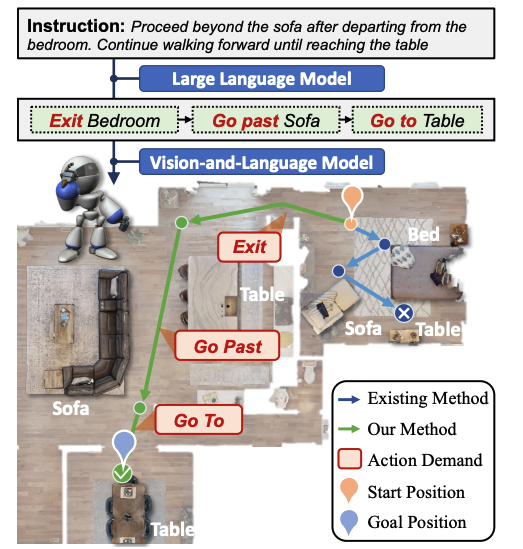 Instruction: Proceed beyond the sofa after departing from the
bedroom. Continue walking forward until reaching the table
Large Language Model
Exit Bedroom
Go past Sofa
Go to Table
Vision-and-Language Model
Bed
Exit
Table
Sofa
Table
Go Past
Sofa
Go To
Table
Existing Method
Our Method
Action Demand
Start Position
Goal Position